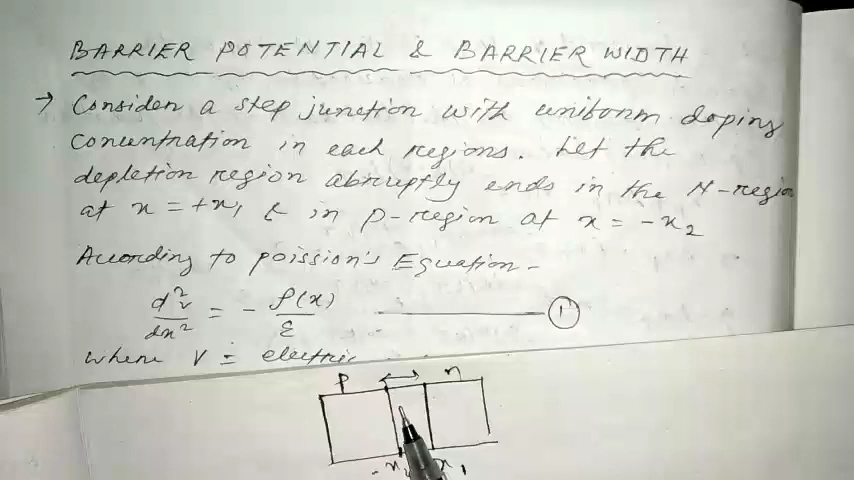 BARRIER POTENTIAL & BARRIER WIDTH
→ Consider a step junction with uniform doping
concentration in each regions. Let the
depletion region abruptly ends in the N-region
at x = +x₁ & in p-region at x = -x₂
According to poission's Equation -
d²v/dx² = - ρ(x)/ε ——— ①
where V = electric
p ↔ n
-x₂ x₁